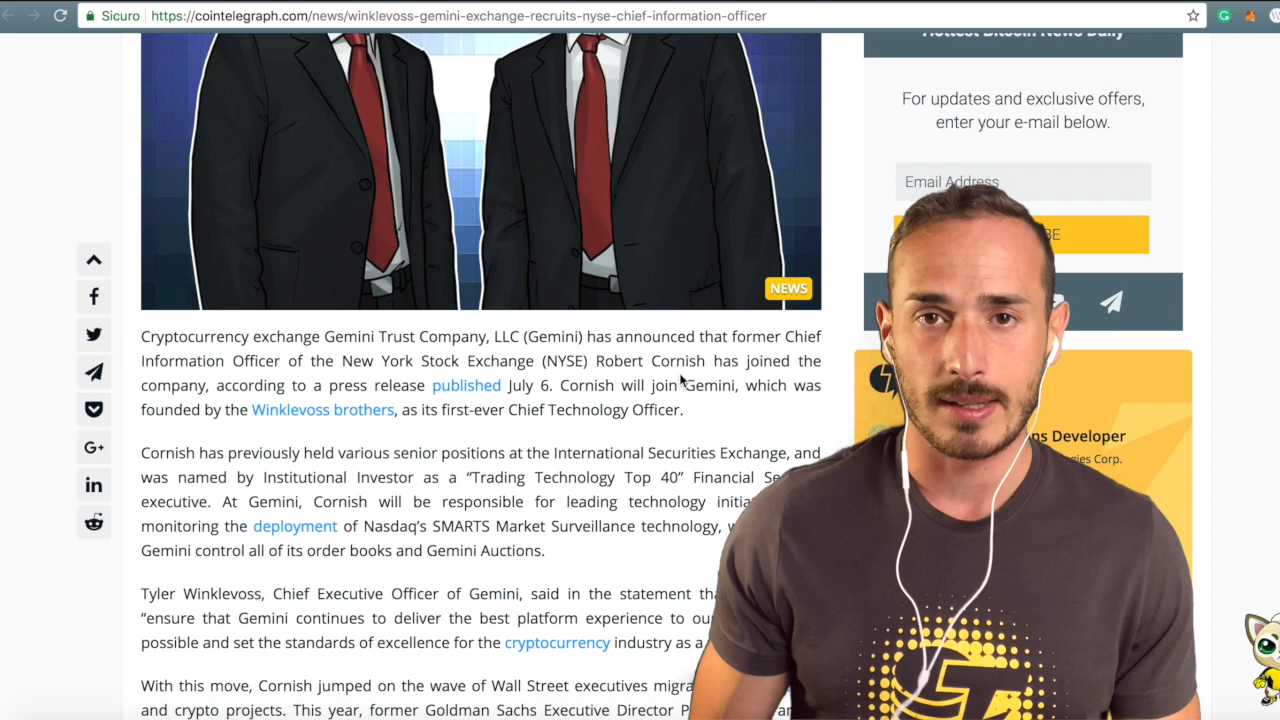 Sicuro
https://cointelegraph.com/news/winklevoss-gemini-exchange-recruits-nyse-chief-information-officer
Hottest Bitcoin News Daily
For updates and exclusive offers,
enter your e-mail below.
Email Address
NEWS
Cryptocurrency exchange Gemini Trust Company, LLC (Gemini) has announced that former Chief
Information Officer of the New York Stock Exchange (NYSE) Robert Cornish has joined the
company, according to a press release published July 6. Cornish will join Gemini, which was
founded by the Winklevoss brothers, as its first-ever Chief Technology Officer.
Cornish has previously held various senior positions at the International Securities Exchange, and
was named by Institutional Investor as a “Trading Technology Top 40” Financial
executive. At Gemini, Cornish will be responsible for leading technology
monitoring the deployment of Nasdaq’s SMARTS Market Surveillance technology,
Gemini control all of its order books and Gemini Auctions.
Tyler Winklevoss, Chief Executive Officer of Gemini, said in the statement
“ensure that Gemini continues to deliver the best platform experience to
possible and set the standards of excellence for the cryptocurrency industry as a
With this move, Cornish jumped on the wave of Wall Street executives
and crypto projects. This year, former Goldman Sachs Executive Director
Developer
Corp.